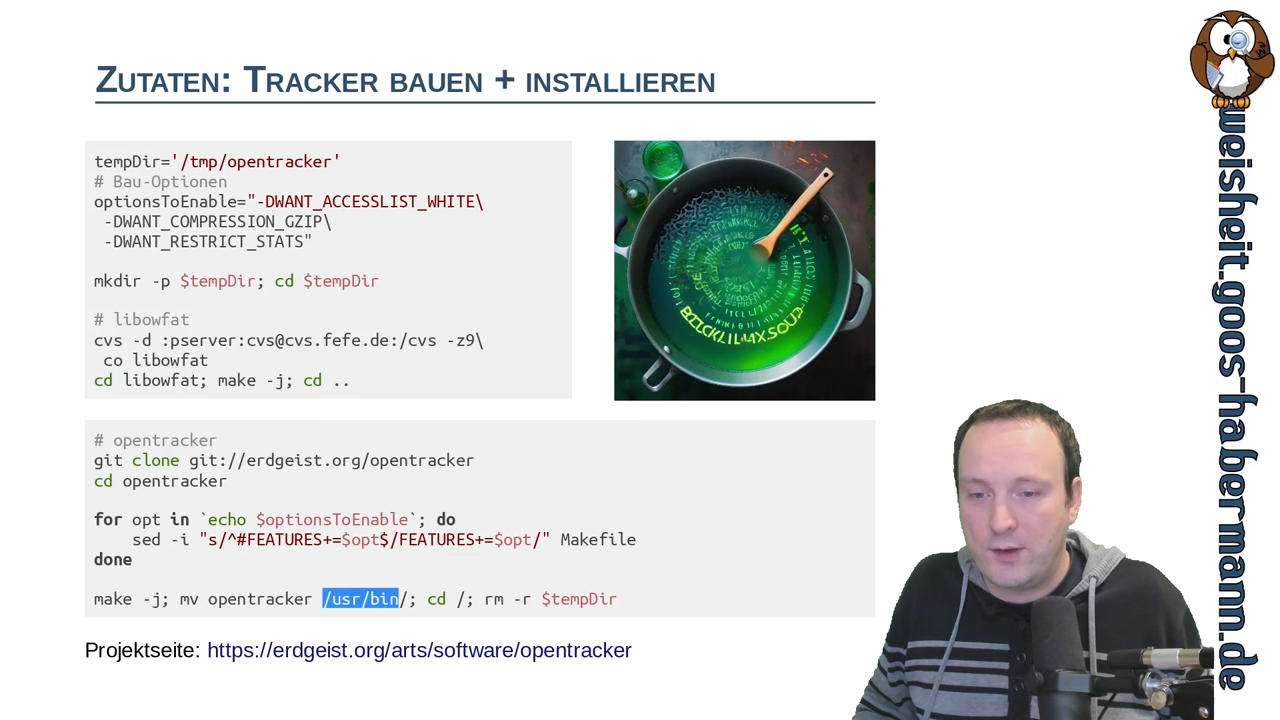 Zutaten: Tracker bauen + installieren
tempDir='/tmp/opentracker'
# Bau-Optionen
optionsToEnable="-DWANT_ACCESSLIST_WHITE\
-DWANT_COMPRESSION_GZIP\
-DWANT_RESTRICT_STATS"
mkdir -p $tempDir; cd $tempDir
# libowfat
cvs -d :pserver:cvs@cvs.fefe.de:/cvs -z9\
co libowfat
cd libowfat; make -j; cd ..
# opentracker
git clone git://erdgeist.org/opentracker
cd opentracker
for opt in `echo $optionsToEnable`; do
sed -i "s/^#FEATURES+=$opt$/FEATURES+=$opt/" Makefile
done
make -j; mv opentracker /usr/bin/; cd /; rm -r $tempDir
Projektseite: https://erdgeist.org/arts/software/opentracker
weisheit.goos-habermann.de